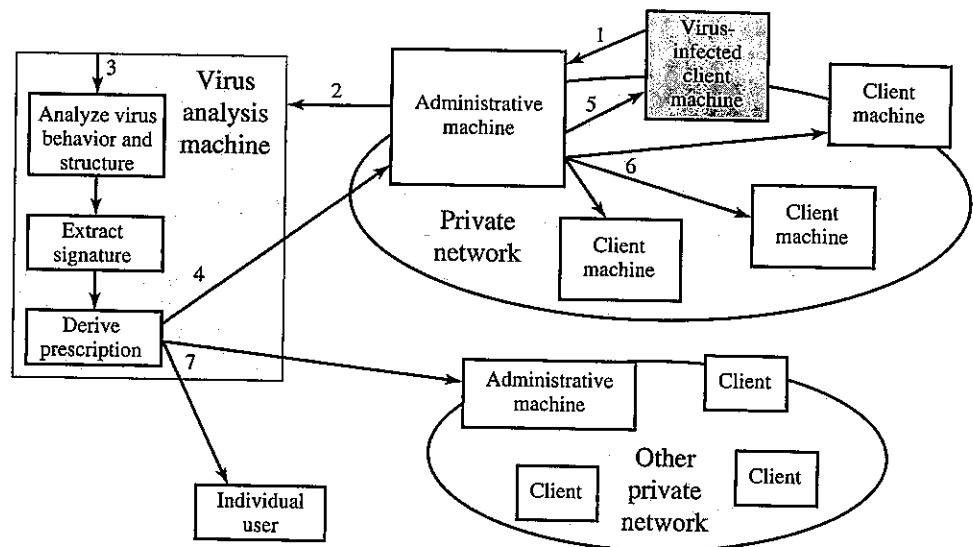 3
Virus
analysis
machine
Analyze virus
behavior and
structure
Extract
signature
Derive
prescription
2
4
7
1
5
6
Administrative
machine
Virus-
infected
client
machine
Client
machine
Client
machine
Client
machine
Private
network
Administrative
machine
Client
Client
Client
Other
private
network
Individual
user